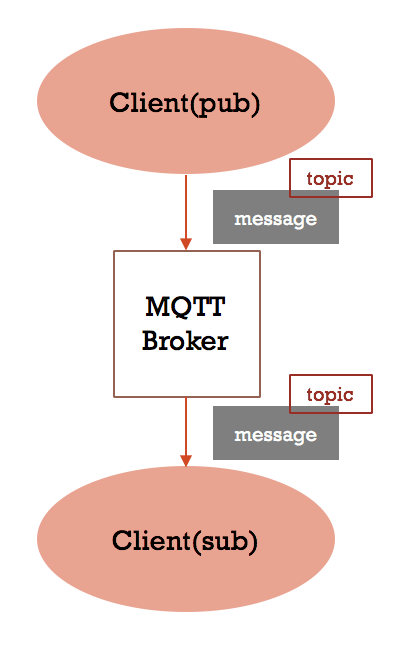 Client(pub)
topic
message
MQTT
Broker
topic
message
Client(sub)